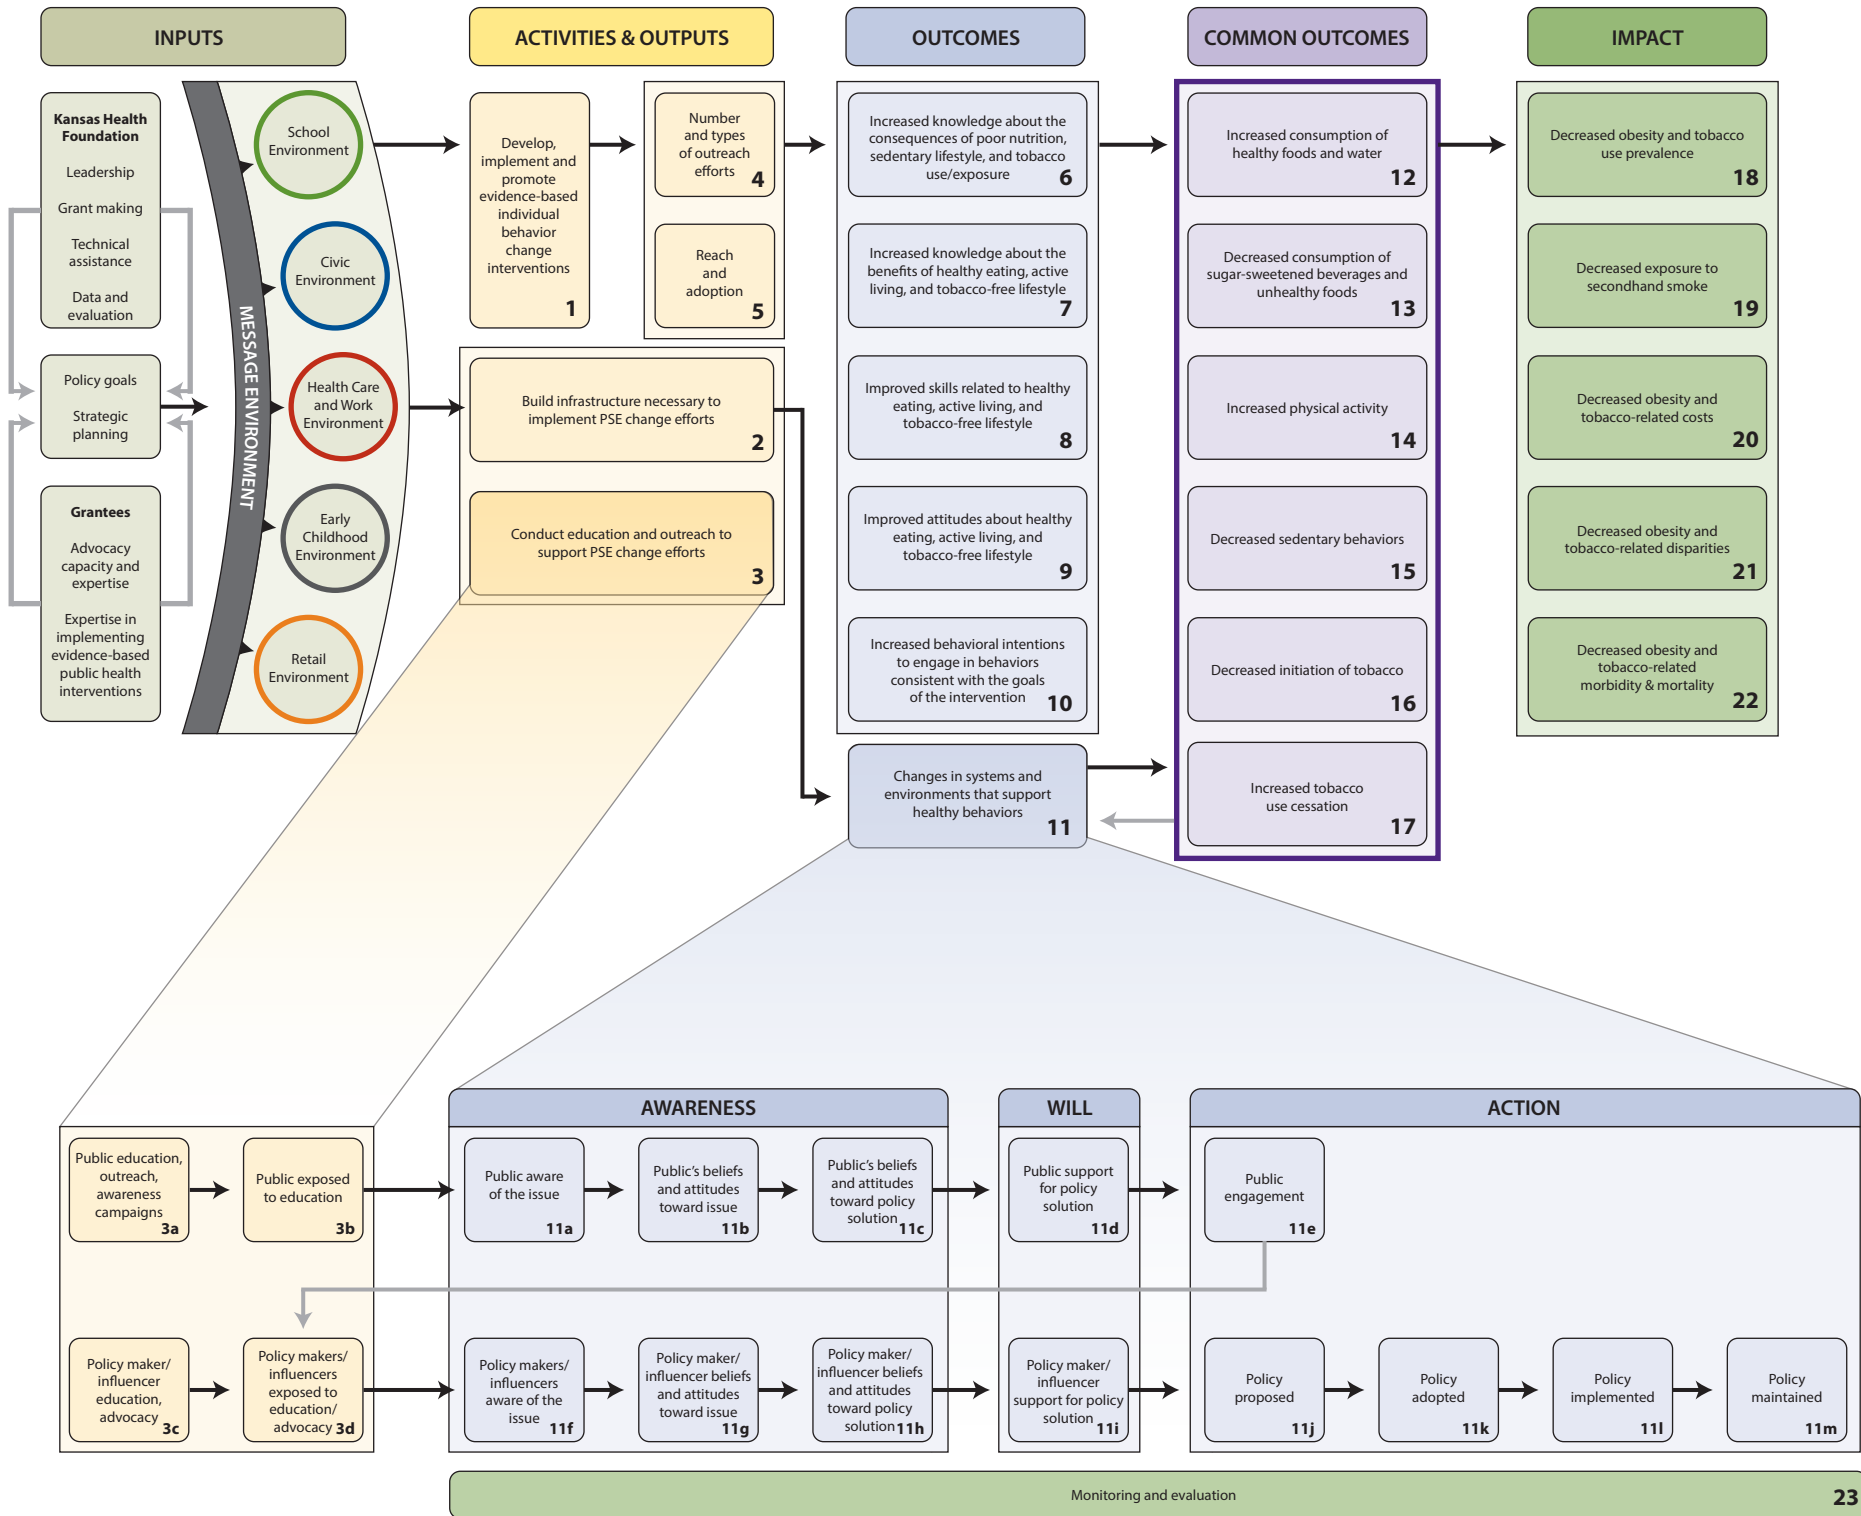 INPUTS
ACTIVITIES & OUTPUTS
OUTCOMES
COMMON OUTCOMES
IMPACT
Kansas Health
Foundation
Leadership
Grant making
Technical
assistance
Data and
evaluation
Policy goals
Strategic
planning
Grantees
Advocacy
capacity and
expertise
Expertise in
implementing
evidence-based
public health
interventions
MESSAGE ENVIRONMENT
School
Environment
Civic
Environment
Health Care
and Work
Environment
Early
Childhood
Environment
Retail
Environment
Develop,
implement and
promote
evidence-based
individual
behavior
change
interventions
1
Number
and types
of outreach
efforts
4
Reach
and
adoption
5
Build infrastructure necessary to
implement PSE change efforts
2
Conduct education and outreach to
support PSE change efforts
3
Increased knowledge about the
consequences of poor nutrition,
sedentary lifestyle, and tobacco
use/exposure
6
Increased knowledge about the
benefits of healthy eating, active
living, and tobacco-free lifestyle
7
Improved skills related to healthy
eating, active living, and
tobacco-free lifestyle
8
Improved attitudes about healthy
eating, active living, and
tobacco-free lifestyle
9
Increased behavioral intentions
to engage in behaviors
consistent with the goals
of the intervention
10
Changes in systems and
environments that support
healthy behaviors
11
Increased consumption of
healthy foods and water
12
Decreased consumption of
sugar-sweetened beverages and
unhealthy foods
13
Increased physical activity
14
Decreased sedentary behaviors
15
Decreased initiation of tobacco
16
Increased tobacco
use cessation
17
Decreased obesity and tobacco
use prevalence
18
Decreased exposure to
secondhand smoke
19
Decreased obesity and
tobacco-related costs
20
Decreased obesity and
tobacco-related disparities
21
Decreased obesity and
tobacco-related
morbidity & mortality
22
AWARENESS
WILL
ACTION
Public education,
outreach,
awareness
campaigns
3a
Public exposed
to education
3b
Public aware
of the issue
11a
Public's beliefs
and attitudes
toward issue
11b
Public's beliefs
and attitudes
toward policy
solution
11c
Public support
for policy
solution
11d
Public
engagement
11e
Policy maker/
influencer
education,
advocacy
3c
Policy makers/
influencers
exposed to
education/
advocacy 3d
Policy makers/
influencers
aware of the
issue
11f
Policy maker/
influencer beliefs
and attitudes
toward issue
11g
Policy maker/
influencer beliefs
and attitudes
toward policy
solution 11h
Policy maker/
influencer
support for policy
solution
11i
Policy
proposed
11j
Policy
adopted
11k
Policy
implemented
11l
Policy
maintained
11m
Monitoring and evaluation
23